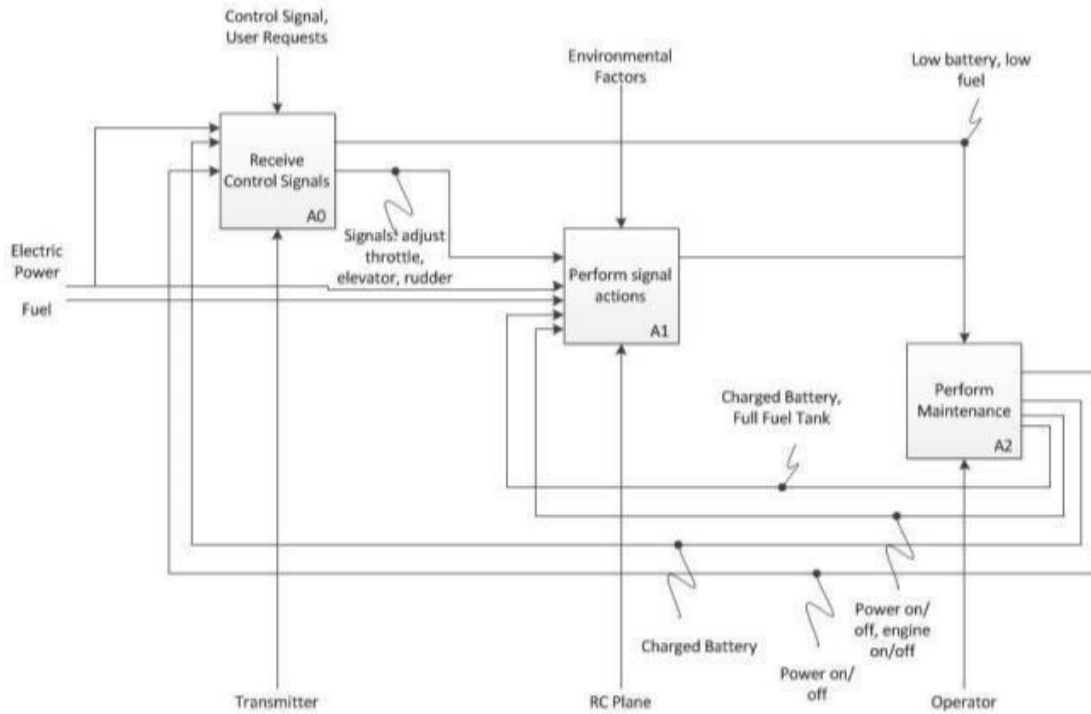 Control Signal,
User Requests
Environmental
Factors
Low battery, low
fuel
Receive
Control Signals
A0
Signals: adjust
throttle,
elevator, rudder
Electric
Power
Fuel
Perform signal
actions
A1
Charged Battery,
Full Fuel Tank
Perform
Maintenance
A2
Charged Battery
Power on/
off
Power on/
off, engine
on/off
Transmitter
RC Plane
Operator